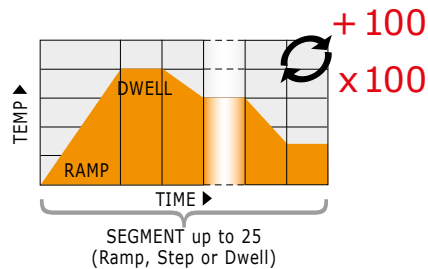 + 100
x 100
DWELL
TEMP ▶
RAMP
TIME ▶
SEGMENT up to 25
(Ramp, Step or Dwell)